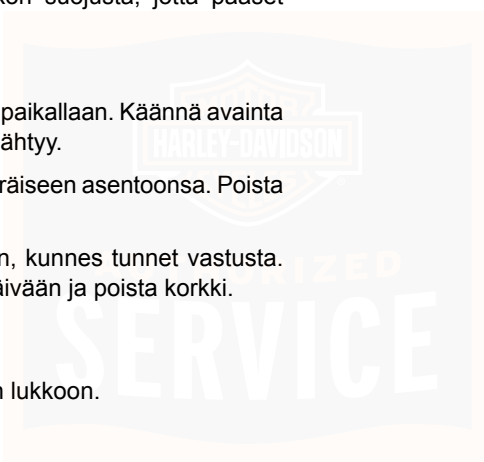 suojusta, jotta pääset
paikallaan. Käännä avainta
ähtyy.
räiseen asentoonsa. Poista
n, kunnes tunnet vastusta.
äivään ja poista korkki.
n lukkoon.
HARLEY-DAVIDSON
AUTHORIZED
SERVICE